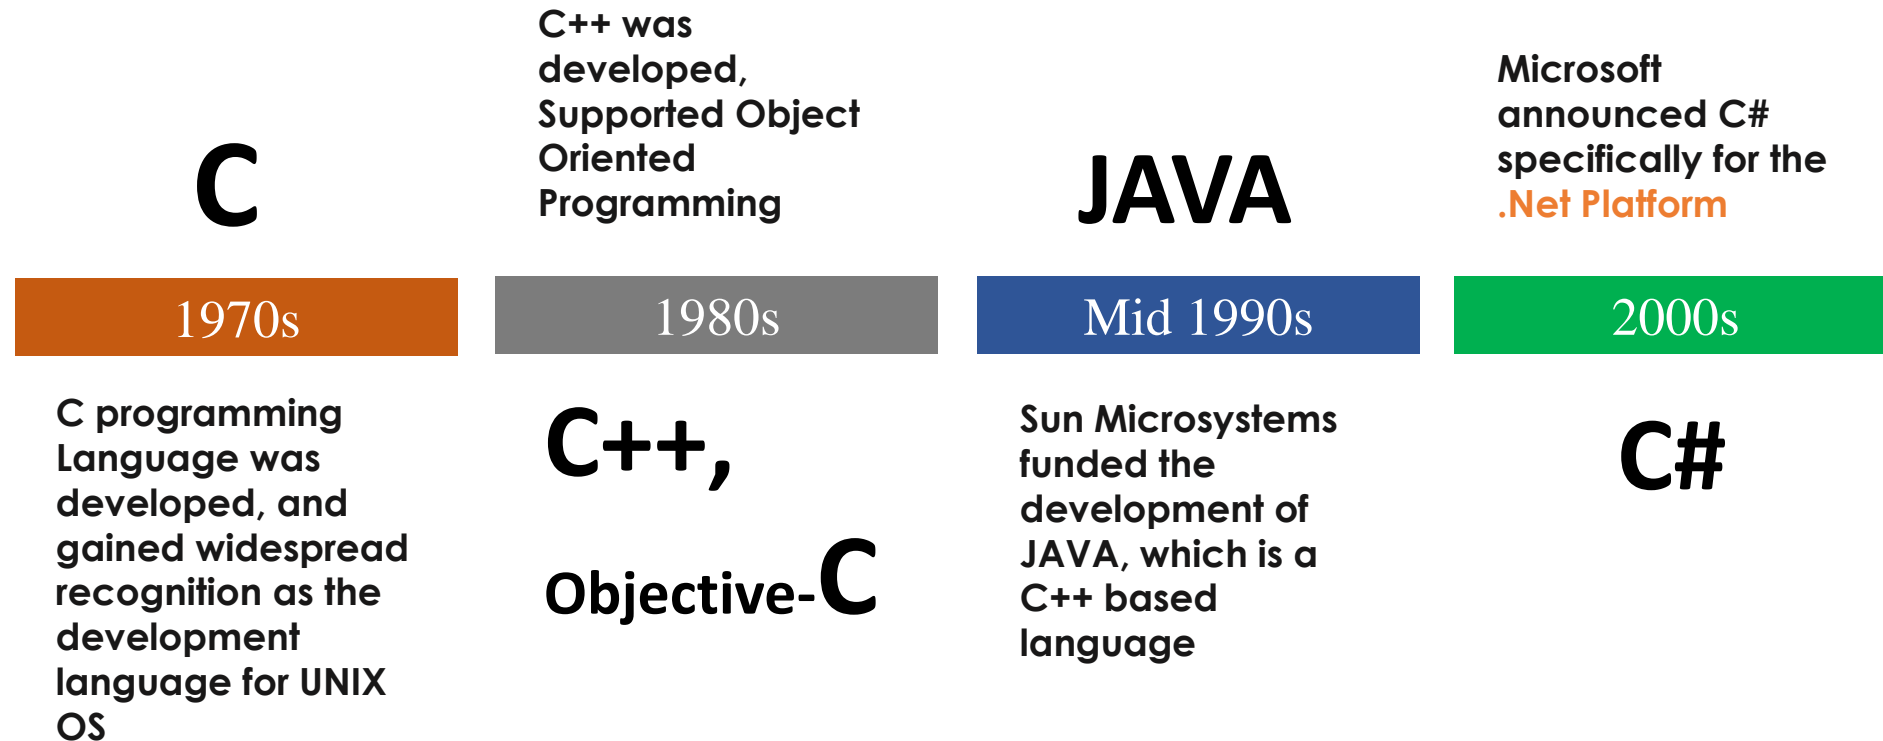 C
1970s
C programming
Language was
developed, and
gained widespread
recognition as the
development
language for UNIX
OS
C++ was
developed,
Supported Object
Oriented
Programming
1980s
C++,
Objective-C
JAVA
Mid 1990s
Sun Microsystems
funded the
development of
JAVA, which is a
C++ based
language
Microsoft
announced C#
specifically for the
.Net Platform
2000s
C#